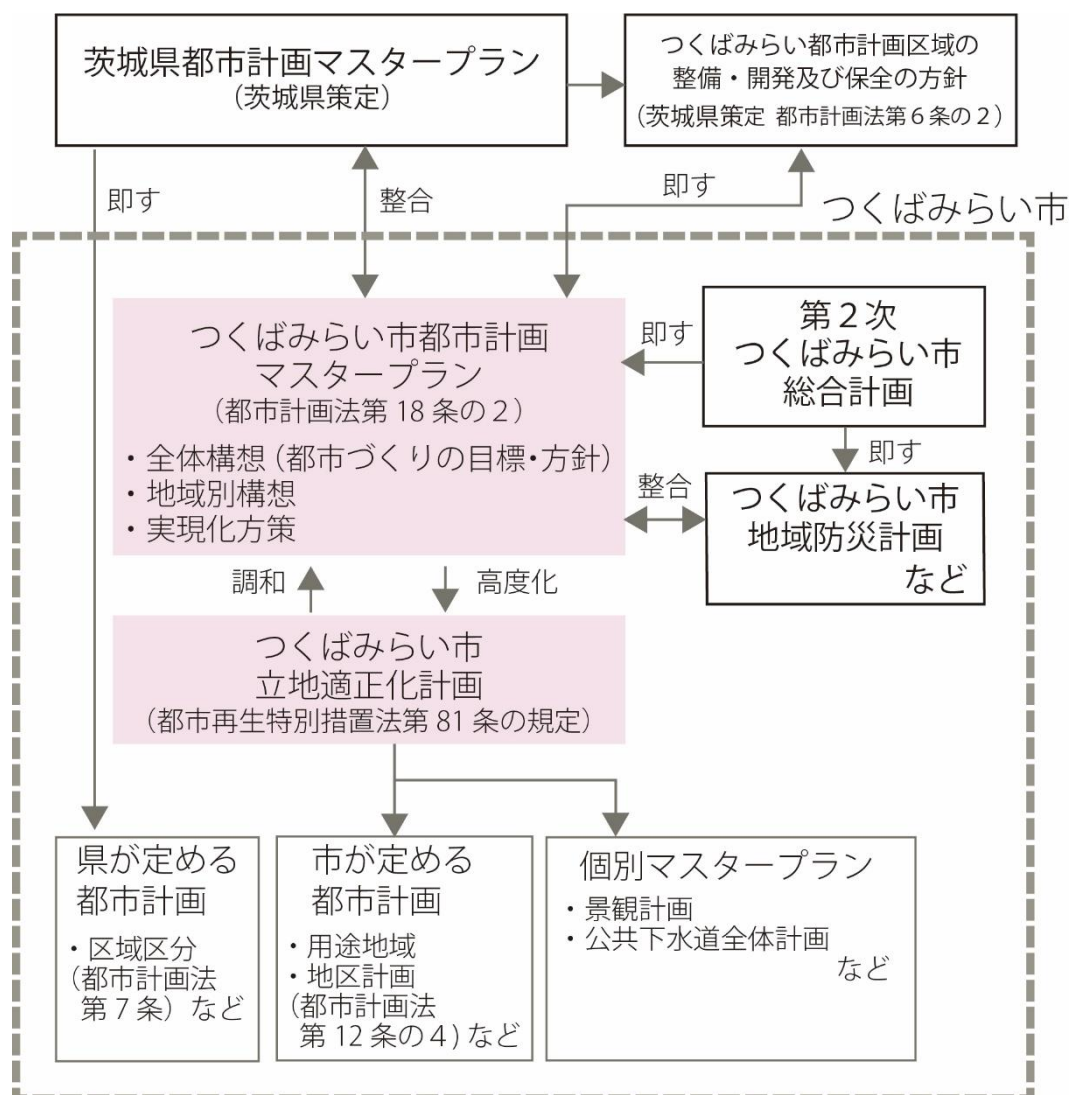 茨城県都市計画マスタープラン
(茨城県策定)
つくばみらい都市計画区域の
整備・開発及び保全の方針
(茨城県策定 都市計画法第6条の2)
即す
整合
即す
つくばみらい市
つくばみらい市都市計画
マスタープラン
(都市計画法第18条の2)
・全体構想(都市づくりの目標・方針)
・地域別構想
・実現化方策
即す
第2次
つくばみらい市
総合計画
即す
整合
つくばみらい市
地域防災計画
など
調和
高度化
つくばみらい市
立地適正化計画
(都市再生特別措置法第81条の規定)
県が定める
都市計画
・区域区分
(都市計画法
第7条)など
市が定める
都市計画
・用途地域
・地区計画
(都市計画法
第12条の4)など
個別マスタープラン
・景観計画
・公共下水道全体計画
など